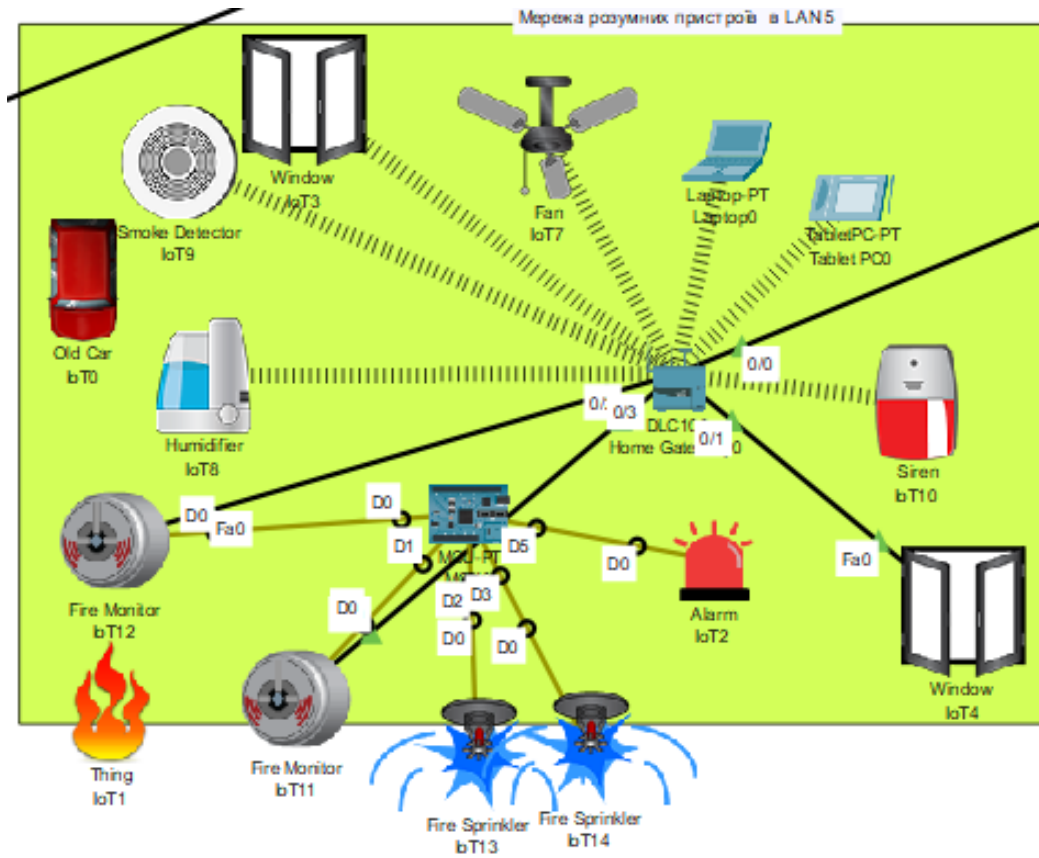 Мережа розумних пристроїв в LAN5
Window
IoT3
Smoke Detector
IoT9
Fan
IoT7
Laptop-PT
Laptop0
TabletPC-PT
Tablet PC0
Old Car
IoT0
Humidifier
IoT8
0/0
0/3
0/1
Siren
IoT10
D0
Fa0
D0
D1
D5
D0
Fa0
Fire Monitor
IoT12
D0
D2
D3
D0
D0
Alarm
IoT2
Window
IoT4
Thing
IoT1
Fire Monitor
IoT11
Fire Sprinkler
IoT13
Fire Sprinkler
IoT14